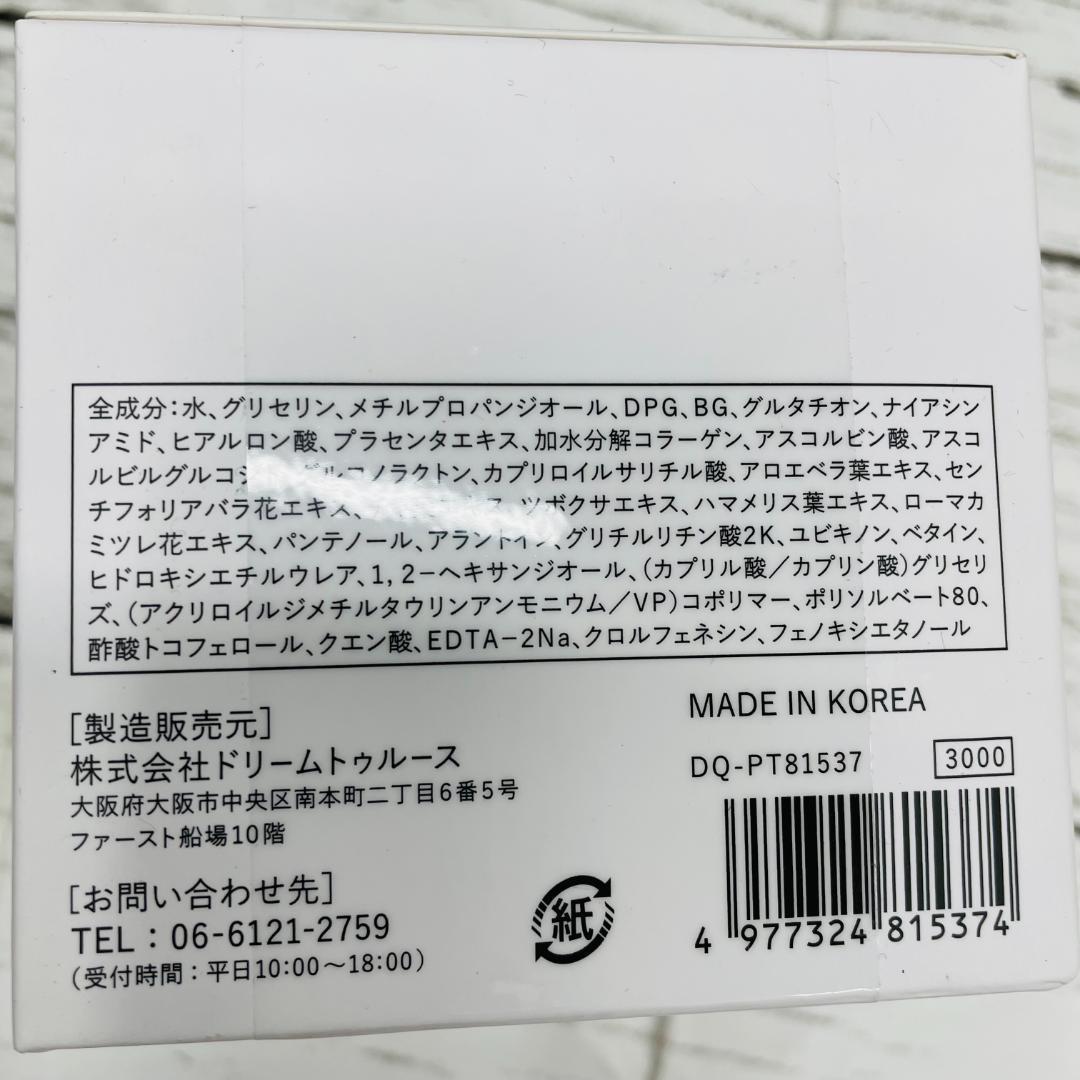 全成分：水、グリセリン、メチルプロパンジオール、DPG、BG、グルタチオン、ナイアシン
アミド、ヒアルロン酸、プラセンタエキス、加水分解コラーゲン、アスコルビン酸、アスコ
ルビルグルコシ ノラクトン、カプリロイルサリチル酸、アロエベラ葉エキス、セン
チフォリアバラ花エキス、 ツボクサエキス、ハマメリス葉エキス、ローマカ
ミツレ花エキス、パンテノール、アラントイン、グリチルリチン酸2K、ユビキノン、ベタイン、
ヒドロキシエチルウレア、1,2－ヘキサンジオール、(カプリル酸／カプリン酸)グリセリ
ズ、(アクリロイルジメチルタウリンアンモニウム／VP)コポリマー、ポリソルベート80、
酢酸トコフェロール、クエン酸、EDTA－2Na、クロルフェネシン、フェノキシエタノール
[製造販売元]
株式会社ドリームトゥルース
大阪府大阪市中央区南本町二丁目6番5号
ファースト船場10階
[お問い合わせ先]
TEL：06-6121-2759
(受付時間：平日10:00～18:00)
紙
MADE IN KOREA
DQ-PT81537
3000
4 977324 815374